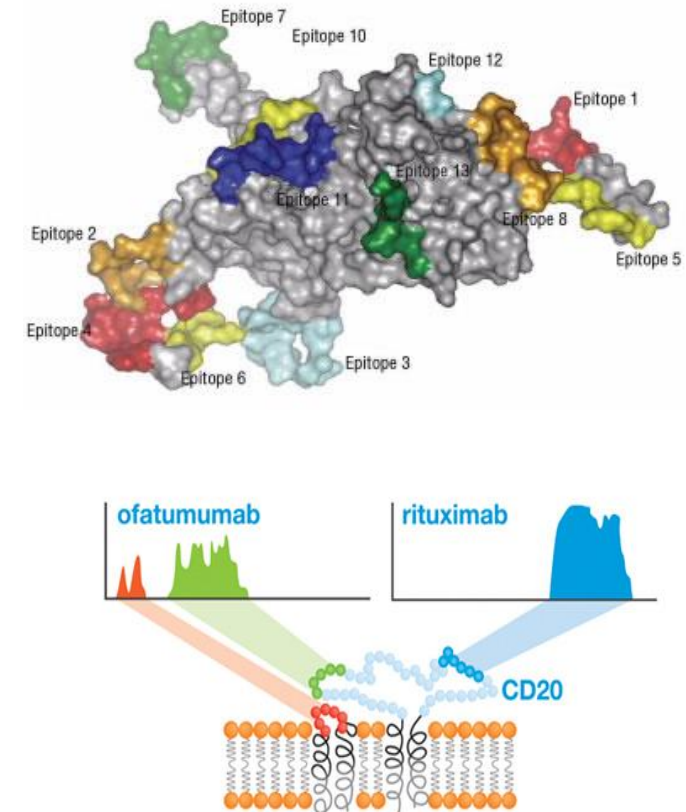 Epitope 7
Epitope 10
Epitope 12
Epitope 1
Epitope 13
Epitope 11
Epitope 8
Epitope 2
Epitope 5
Epitope 4
Epitope 3
Epitope 6
ofatumumab
rituximab
CD20